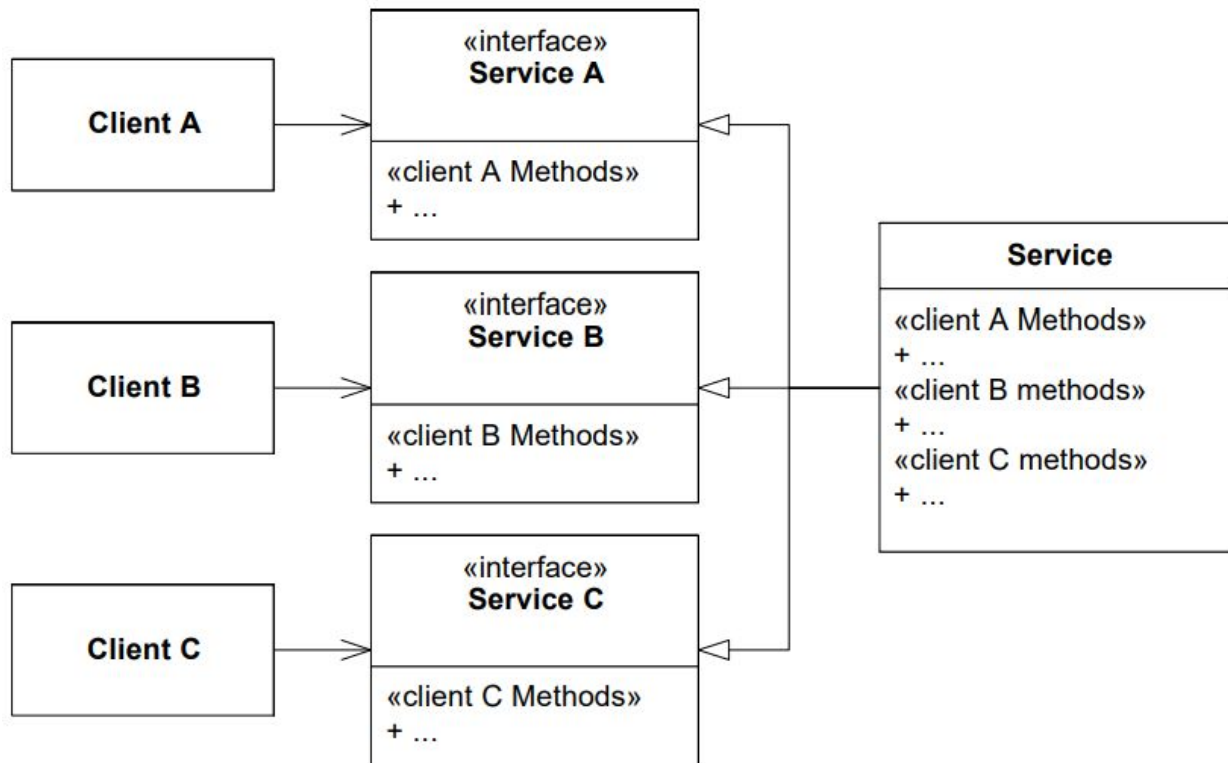 Client A
«interface»
Service A
«client A Methods»
+ ...
Client B
«interface»
Service B
«client B Methods»
+ ...
Client C
«interface»
Service C
«client C Methods»
+ ...
Service
«client A Methods»
+ ...
«client B methods»
+ ...
«client C methods»
+ ...